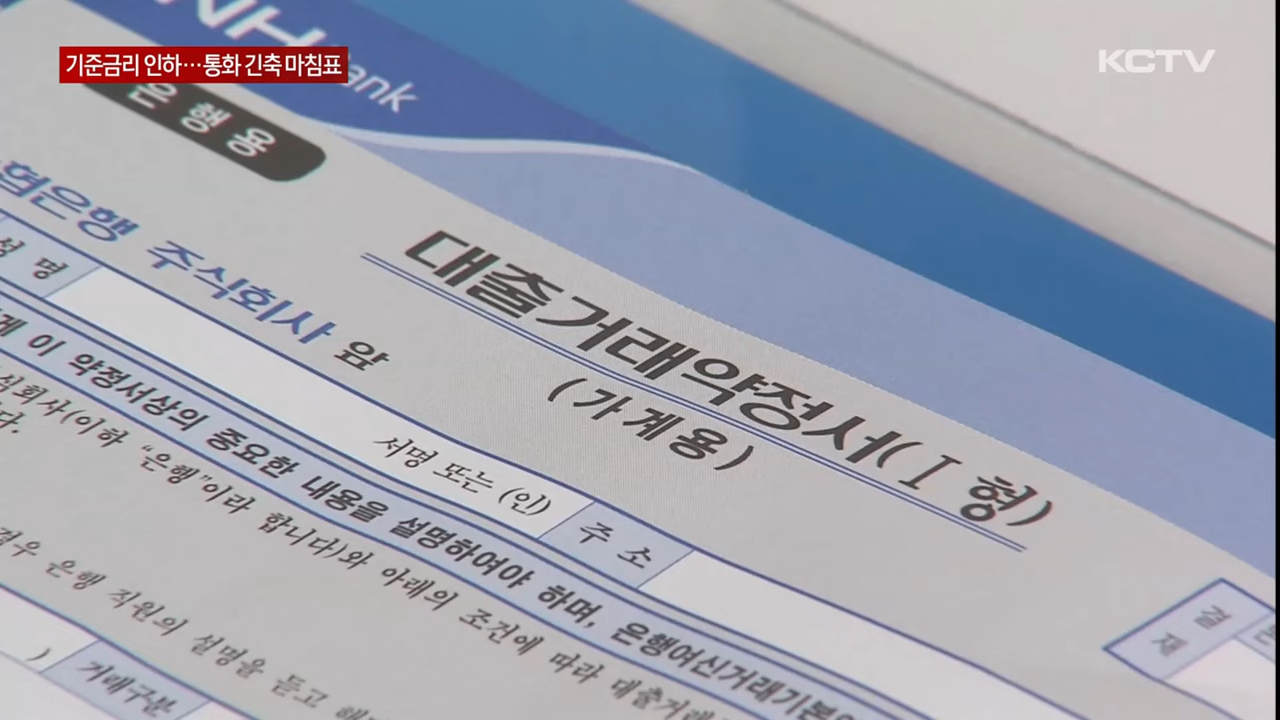 기준금리 인하…통화 긴축 마침표
KCTV
NH Bank
은행용
협은행 주식회사 앞
대출거래약정서(Ⅰ형)
(가계용)
성 명
서명 또는 (인)
주 소
이 약정서상의 중요한 내용을 설명하여야 하며, 은행여신거래기본
식회사(이하 “은행”이라 합니다)와 아래의 조건에 따라 대출거래
은행 직원의 설명을 듣고
결재
거래구분